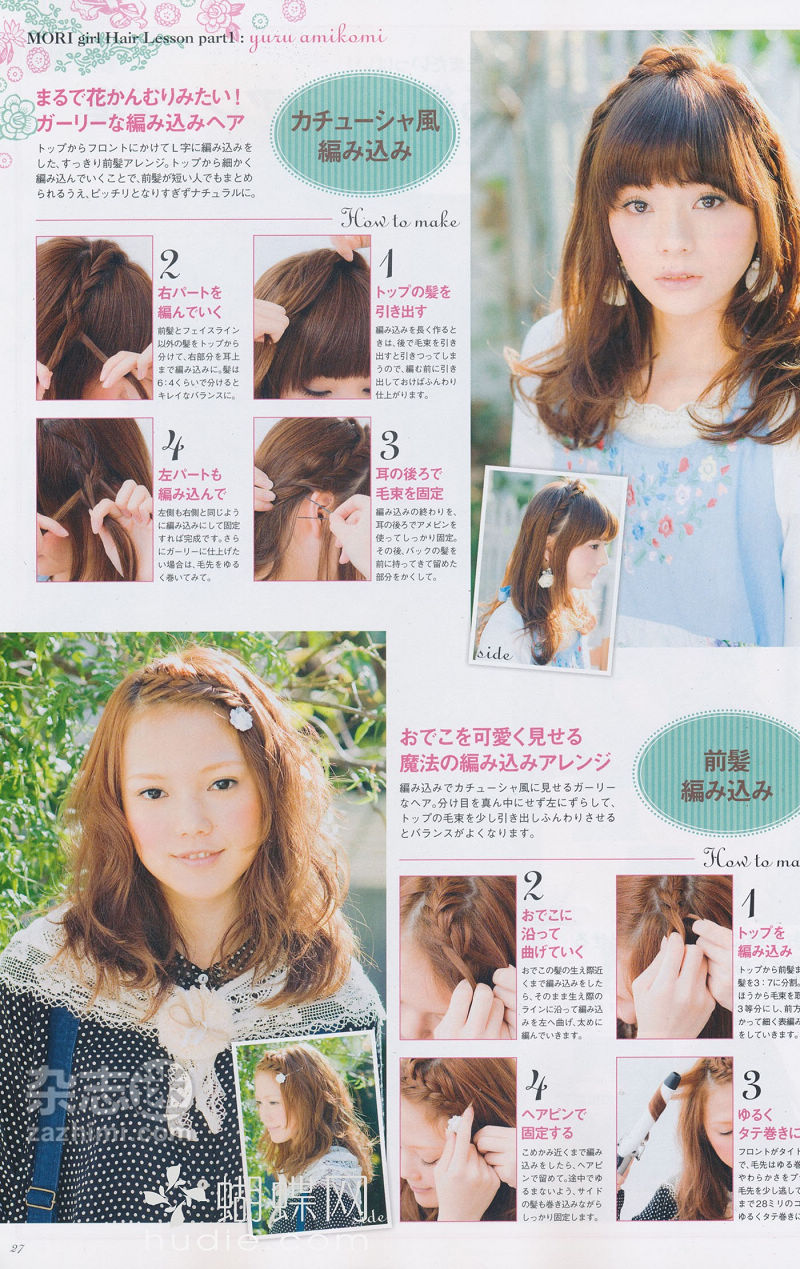 MORI girl Hair Lesson part1 : yuru amikomi
まるで花かんむりみたい！
ガーリーな編み込みヘア
トップからフロントにかけてL字に編み込みを
した、すっきり前髪アレンジ。トップから細かく
編み込んでいくことで、前髪が短い人でもまとめ
られるうえ、ピッチリとなりすぎずナチュラルに。
カチューシャ風
編み込み
How to make
1
トップの髪を
引き出す
編み込みを長く作るとき
は、後で毛束を引き
出すと引きつってしま
うので、編む前に引き
出しておけばふんわり
仕上がります。
2
右パートを
編んでいく
前髪とフェイスライン
以外の髪をトップから
分けて、右部分を耳上
まで編み込みに。髪は
6：4くらいで分けると
キレイなバランスに。
3
耳の後ろで
毛束を固定
編み込みの終わりを、
耳の後ろでアメピンを
使ってしっかり固定。
その後、バックの髪を
前に持ってきて留めた
部分をかくして。
4
左パートも
編み込んで
左側も右側と同じよう
に編み込みにして固定
すれば完成です。さら
にガーリーに仕上げた
い場合は、毛先をゆる
く巻いてみて。
side
おでこを可愛く見せる
魔法の編み込みアレンジ
編み込みでカチューシャ風に見せるガーリー
なヘア。分け目を真ん中にせず左にずらして、
トップの毛束を少し引き出しふんわりさせる
とバランスがよくなります。
前髪
編み込み
How to ma
1
トップを
編み込み
トップから前髪ま
髪を3：7に分割。
ほうから毛束を取
3等分にし、前方
かって細く表編み
をしていきます。
2
おでこに
沿って
曲げていく
おでこの髪の生え際近
くまで編み込みをした
ら、そのまま生え際の
ラインに沿って編み込
みを左へ曲げ、太めに
編んでいきます。
3
ゆるく
タテ巻きに
フロントがタイト
で、毛先はゆる巻
やわらかさをプ
毛先を少し逃して
まで28ミリのコ
ゆるくタテ巻きに
4
ヘアピンで
固定する
こめかみ近くまで編み
込みをしたら、ヘアピ
ンで留めて。途中でゆ
るまないよう、サイド
の髪も巻き込みながら
しっかり固定します。
side
杂志
zazhimi.com
蝴蝶网
hudie.com
27